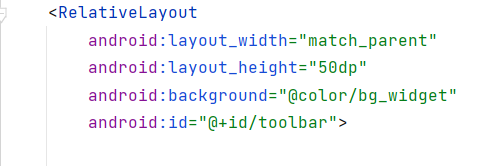 <RelativeLayout
    android:layout_width="match_parent"
    android:layout_height="50dp"
    android:background="@color/bg_widget"
    android:id="@+id/toolbar">